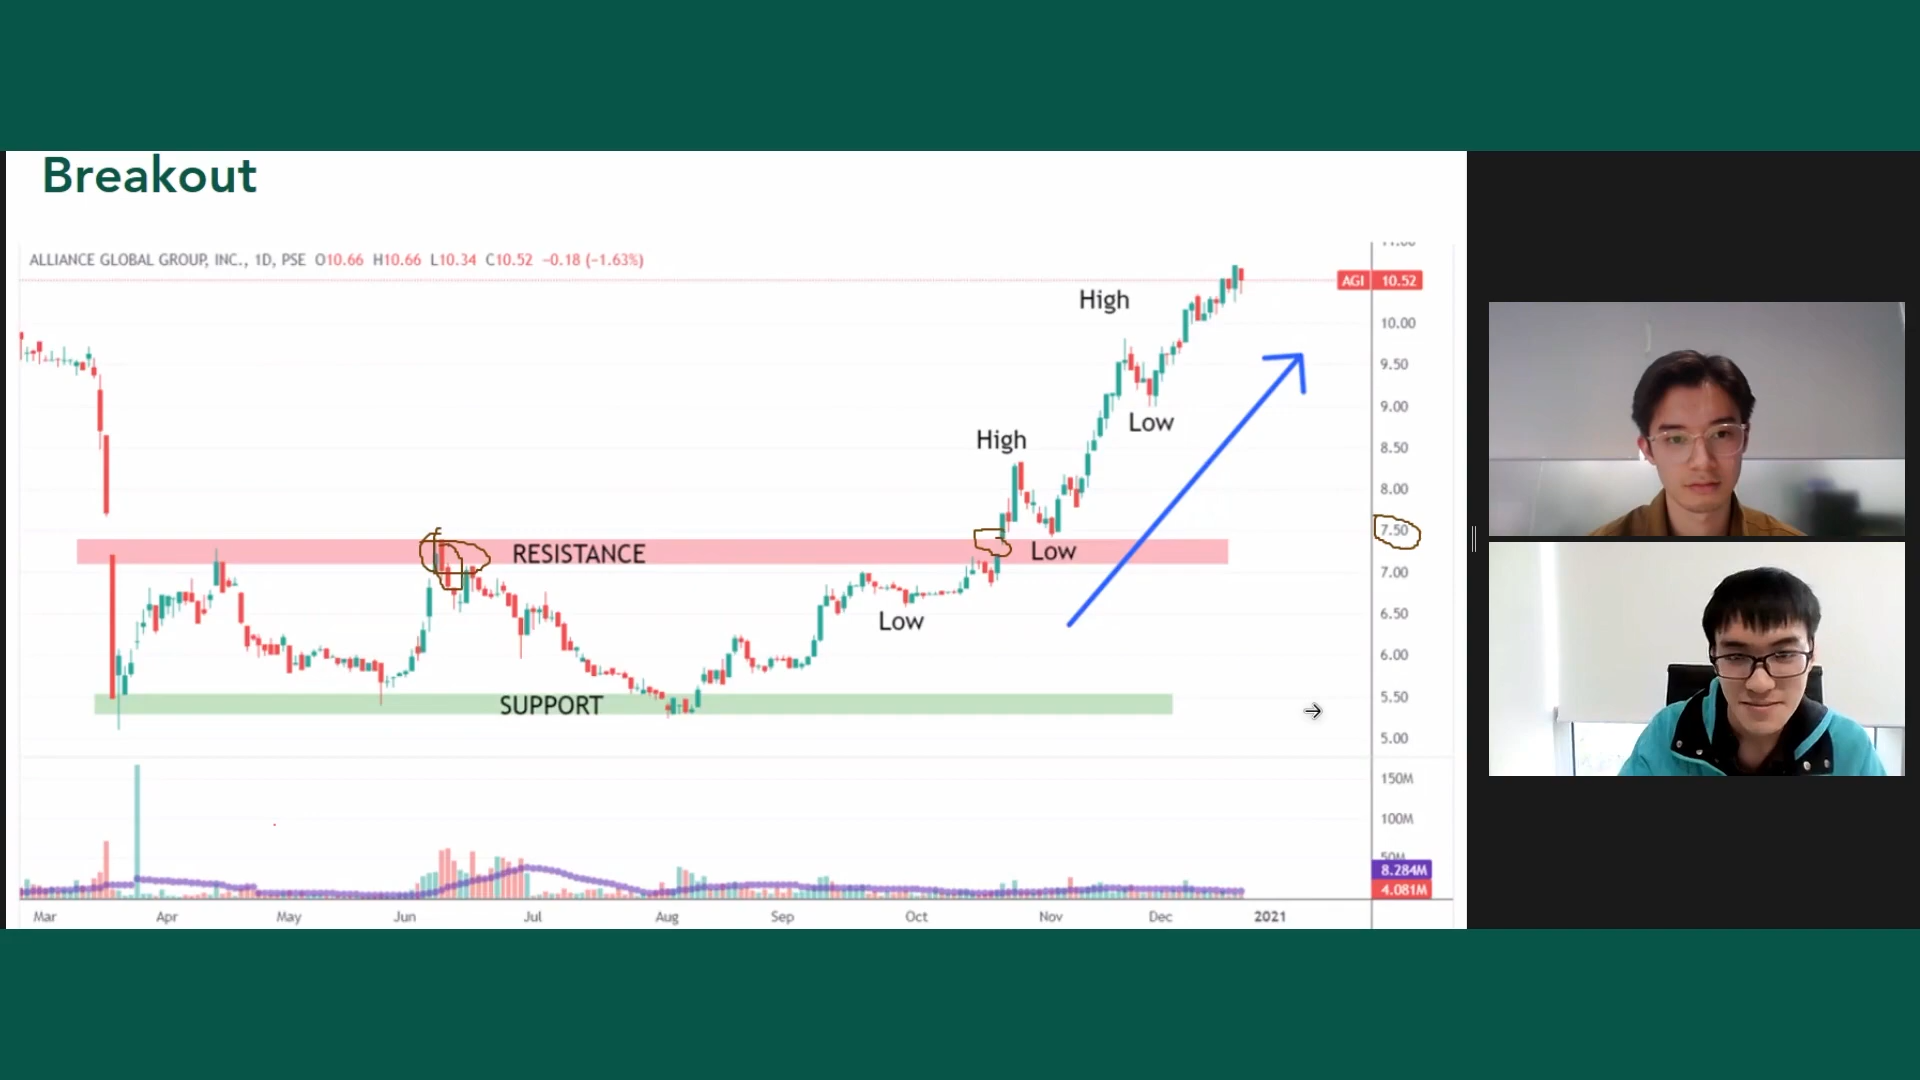 Breakout
ALLIANCE GLOBAL GROUP, INC., 1D, PSE O10.66 H10.66 L10.34 C10.52 −0.18 (−1.63%)
11.00
AGI 10.52
High
10.00
9.50
9.00
Low
High
8.50
8.00
7.50
RESISTANCE
Low
7.00
6.50
Low
6.00
5.50
SUPPORT
5.00
150M
100M
50M
8.284M
4.081M
Mar Apr May Jun Jul Aug Sep Oct Nov Dec 2021